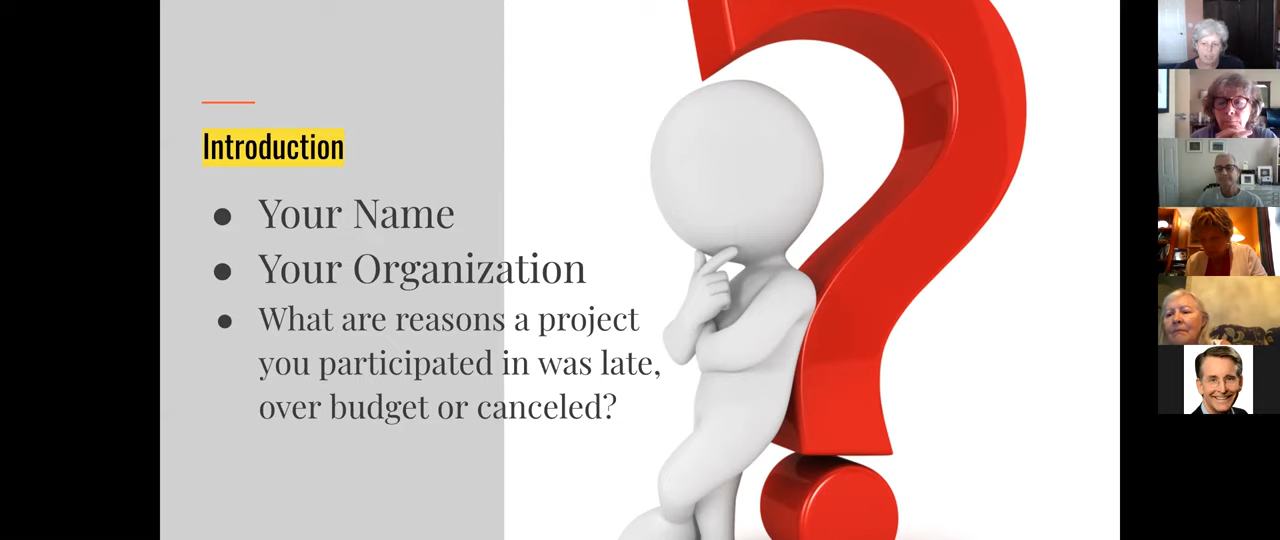 Introduction
● Your Name
● Your Organization
● What are reasons a project
you participated in was late,
over budget or canceled?